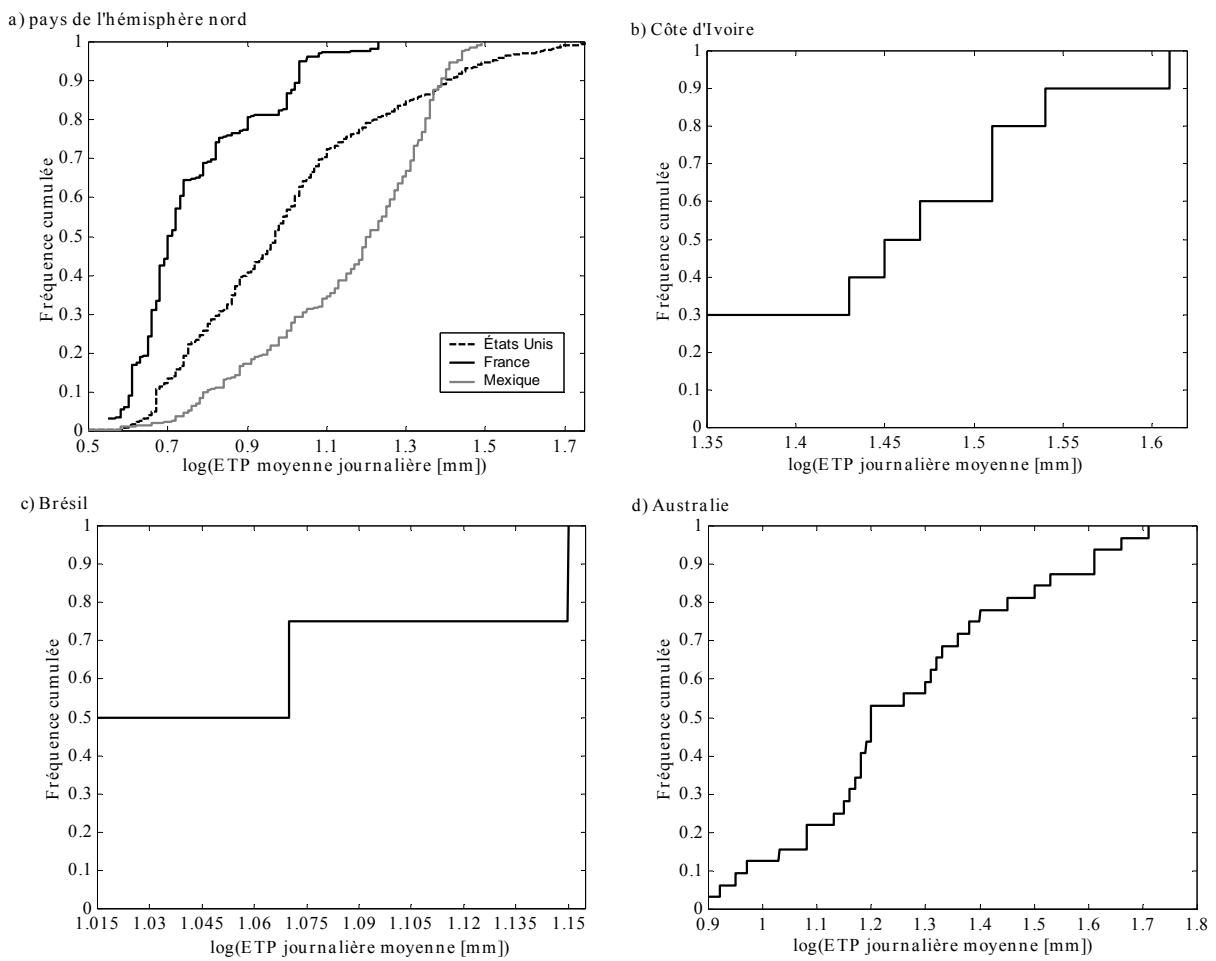 a) pays de l'hémisphère nord
1
0.9
0.8
0.7
0.6
0.5
0.4
0.3
0.2
0.1
0
Fréquence cumulée
États Unis
France
Mexique
0.5 0.7 0.9 1.1 1.3 1.5 1.7
log(ETP moyenne journalière [mm])
b) Côte d'Ivoire
1
0.9
0.8
0.7
0.6
0.5
0.4
0.3
0.2
0.1
0
Fréquence cumulée
1.35 1.4 1.45 1.5 1.55 1.6
log(ETP journalière moyenne [mm])
c) Brésil
1
0.9
0.8
0.7
0.6
0.5
0.4
0.3
0.2
0.1
0
Fréquence cumulée
1.015 1.03 1.045 1.06 1.075 1.09 1.105 1.12 1.135 1.15
log(ETP journalière moyenne [mm])
d) Australie
1
0.9
0.8
0.7
0.6
0.5
0.4
0.3
0.2
0.1
0
Fréquence cumulée
0.9 1 1.1 1.2 1.3 1.4 1.5 1.6 1.7 1.8
log(ETP journalière moyenne [mm])